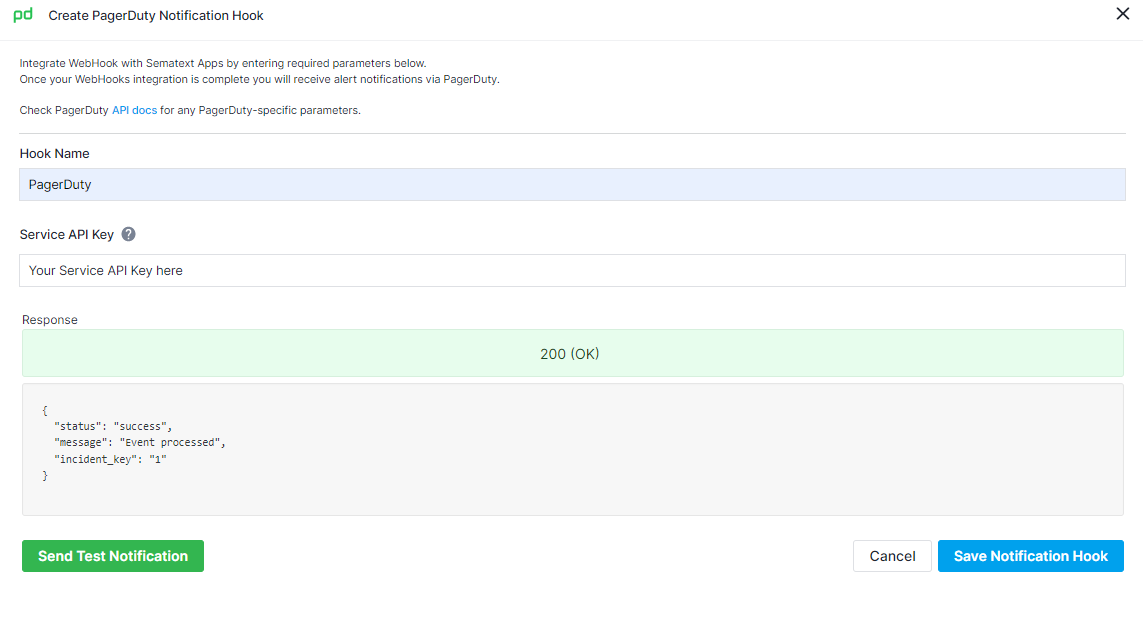 pd Create PagerDuty Notification Hook
Integrate WebHook with Sematext Apps by entering required parameters below.
Once your WebHooks integration is complete you will receive alert notifications via PagerDuty.
Check PagerDuty API docs for any PagerDuty-specific parameters.
Hook Name
PagerDuty
Service API Key ?
Your Service API Key here
Response
200 (OK)
{
"status": "success",
"message": "Event processed",
"incident_key": "1"
}
Send Test Notification Cancel Save Notification Hook